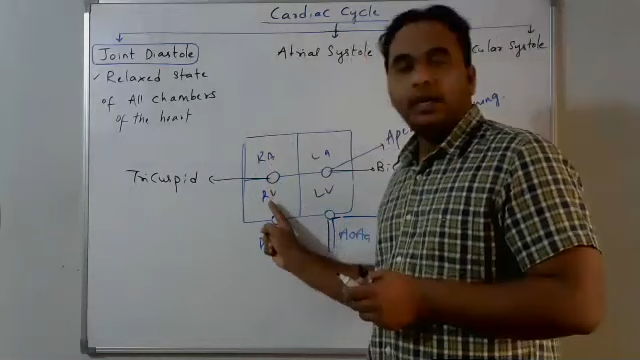 Cardiac Cycle
Joint Diastole
Atrial Systole
Systole
✓ Relaxed state
of All chambers
of the heart
RA
LA
Tricuspid
RV
LV
Aorta